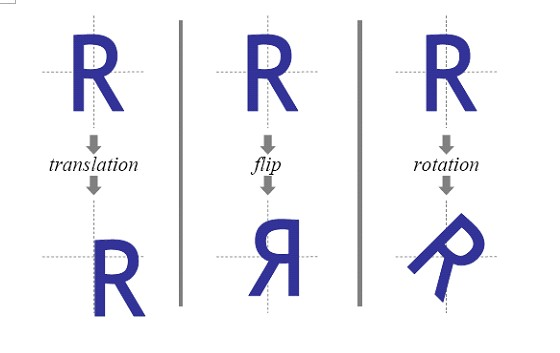 R R R
translation flip rotation
R Я R